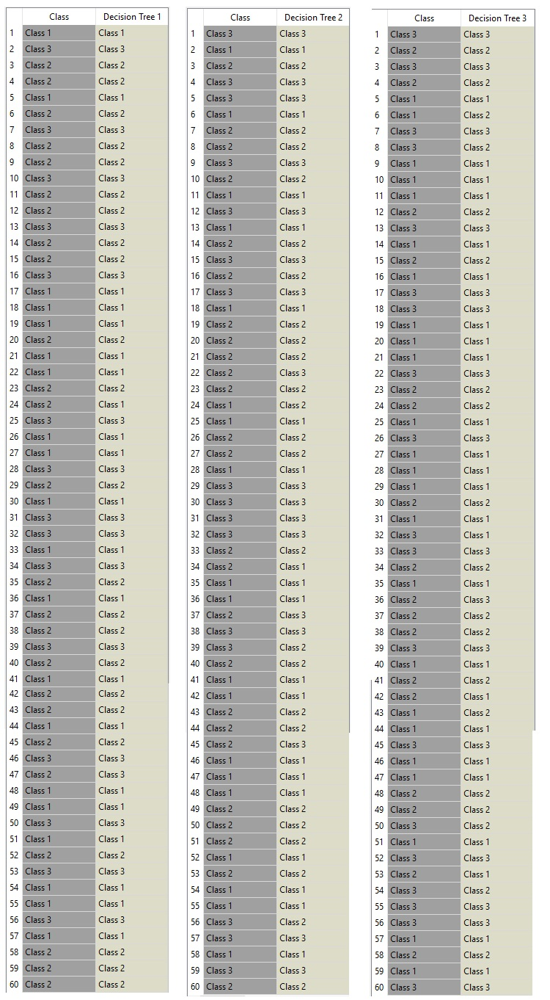 Class Decision Tree 1
1 Class 1 Class 1
2 Class 3 Class 3
3 Class 2 Class 2
4 Class 2 Class 2
5 Class 1 Class 1
6 Class 2 Class 2
7 Class 3 Class 3
8 Class 2 Class 2
9 Class 2 Class 2
10 Class 3 Class 3
11 Class 2 Class 2
12 Class 2 Class 2
13 Class 3 Class 3
14 Class 2 Class 2
15 Class 2 Class 2
16 Class 3 Class 3
17 Class 1 Class 1
18 Class 1 Class 1
19 Class 1 Class 1
20 Class 2 Class 2
21 Class 1 Class 1
22 Class 1 Class 1
23 Class 2 Class 2
24 Class 2 Class 1
25 Class 3 Class 3
26 Class 1 Class 1
27 Class 1 Class 1
28 Class 3 Class 3
29 Class 2 Class 2
30 Class 1 Class 1
31 Class 3 Class 3
32 Class 3 Class 3
33 Class 1 Class 1
34 Class 3 Class 3
35 Class 2 Class 2
36 Class 1 Class 1
37 Class 2 Class 2
38 Class 2 Class 2
39 Class 3 Class 3
40 Class 2 Class 2
41 Class 1 Class 1
42 Class 2 Class 2
43 Class 2 Class 2
44 Class 1 Class 1
45 Class 2 Class 2
46 Class 3 Class 3
47 Class 2 Class 3
48 Class 1 Class 1
49 Class 1 Class 1
50 Class 3 Class 3
51 Class 1 Class 1
52 Class 2 Class 2
53 Class 3 Class 3
54 Class 1 Class 1
55 Class 1 Class 1
56 Class 3 Class 3
57 Class 1 Class 1
58 Class 2 Class 2
59 Class 2 Class 2
60 Class 2 Class 2
Class Decision Tree 2
1 Class 3 Class 3
2 Class 1 Class 1
3 Class 2 Class 2
4 Class 3 Class 3
5 Class 3 Class 3
6 Class 1 Class 1
7 Class 2 Class 2
8 Class 2 Class 2
9 Class 3 Class 3
10 Class 2 Class 2
11 Class 1 Class 1
12 Class 3 Class 3
13 Class 1 Class 1
14 Class 2 Class 2
15 Class 3 Class 3
16 Class 2 Class 2
17 Class 3 Class 3
18 Class 1 Class 1
19 Class 2 Class 2
20 Class 2 Class 2
21 Class 2 Class 2
22 Class 2 Class 3
23 Class 2 Class 2
24 Class 1 Class 2
25 Class 1 Class 1
26 Class 2 Class 2
27 Class 2 Class 2
28 Class 1 Class 1
29 Class 3 Class 3
30 Class 3 Class 3
31 Class 3 Class 3
32 Class 3 Class 3
33 Class 2 Class 2
34 Class 2 Class 1
35 Class 1 Class 1
36 Class 1 Class 1
37 Class 2 Class 3
38 Class 3 Class 3
39 Class 3 Class 2
40 Class 2 Class 2
41 Class 1 Class 1
42 Class 1 Class 1
43 Class 2 Class 2
44 Class 2 Class 2
45 Class 2 Class 3
46 Class 1 Class 1
47 Class 1 Class 1
48 Class 1 Class 1
49 Class 2 Class 2
50 Class 2 Class 2
51 Class 2 Class 2
52 Class 1 Class 1
53 Class 2 Class 2
54 Class 1 Class 1
55 Class 1 Class 1
56 Class 3 Class 2
57 Class 3 Class 3
58 Class 1 Class 1
59 Class 3 Class 3
60 Class 2 Class 2
Class Decision Tree 3
1 Class 3 Class 3
2 Class 2 Class 2
3 Class 3 Class 3
4 Class 2 Class 2
5 Class 1 Class 1
6 Class 1 Class 2
7 Class 3 Class 3
8 Class 3 Class 2
9 Class 1 Class 1
10 Class 1 Class 1
11 Class 1 Class 1
12 Class 2 Class 2
13 Class 3 Class 3
14 Class 1 Class 1
15 Class 2 Class 2
16 Class 1 Class 1
17 Class 3 Class 3
18 Class 3 Class 3
19 Class 1 Class 1
20 Class 1 Class 1
21 Class 1 Class 1
22 Class 3 Class 3
23 Class 2 Class 2
24 Class 2 Class 2
25 Class 1 Class 1
26 Class 3 Class 3
27 Class 1 Class 1
28 Class 1 Class 1
29 Class 1 Class 1
30 Class 2 Class 2
31 Class 1 Class 1
32 Class 3 Class 1
33 Class 3 Class 3
34 Class 2 Class 2
35 Class 1 Class 1
36 Class 2 Class 3
37 Class 2 Class 2
38 Class 2 Class 2
39 Class 3 Class 3
40 Class 1 Class 1
41 Class 2 Class 2
42 Class 2 Class 1
43 Class 1 Class 2
44 Class 1 Class 1
45 Class 3 Class 3
46 Class 1 Class 1
47 Class 1 Class 1
48 Class 2 Class 2
49 Class 2 Class 2
50 Class 3 Class 2
51 Class 1 Class 1
52 Class 3 Class 3
53 Class 2 Class 1
54 Class 3 Class 2
55 Class 3 Class 3
56 Class 3 Class 3
57 Class 1 Class 1
58 Class 2 Class 2
59 Class 1 Class 1
60 Class 3 Class 3